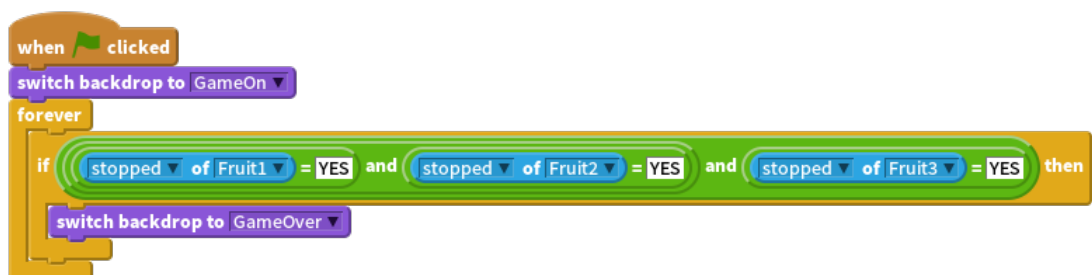 when clicked
switch backdrop to GameOn
forever
if stopped of Fruit1 = YES and stopped of Fruit2 = YES and stopped of Fruit3 = YES then
switch backdrop to GameOver